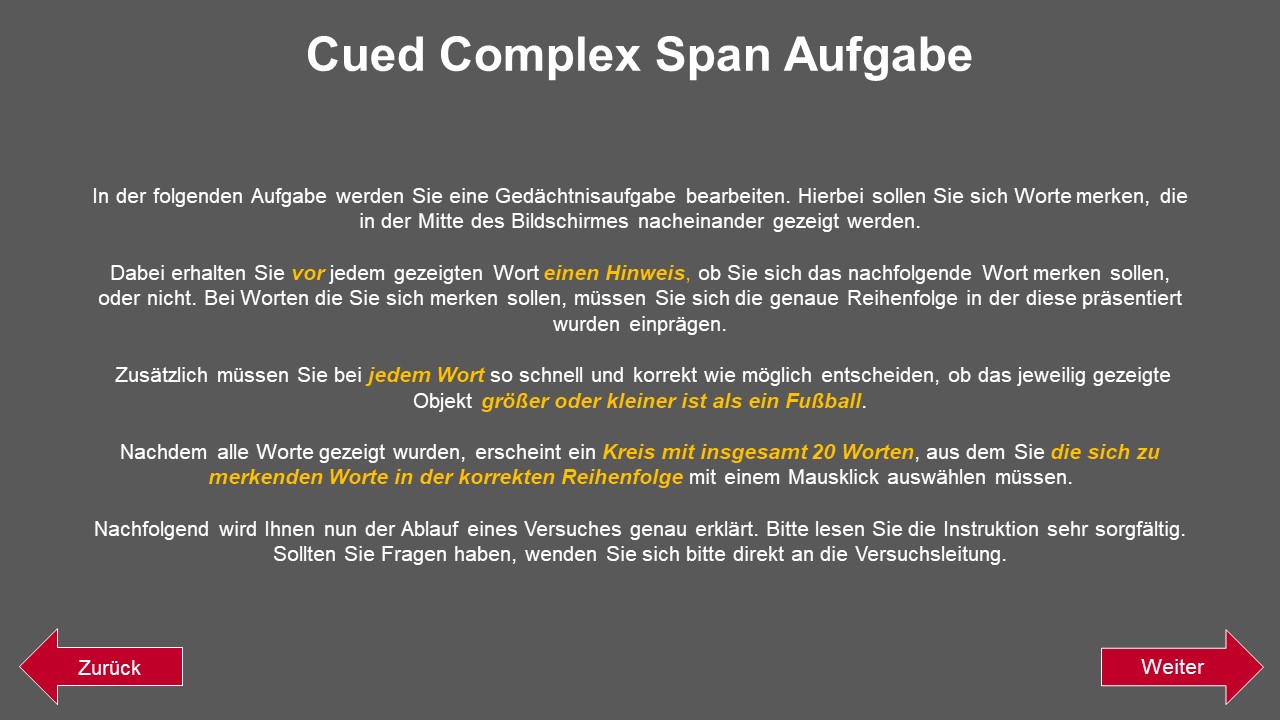 Cued Complex Span Aufgabe
In der folgenden Aufgabe werden Sie eine Gedächtnisaufgabe bearbeiten. Hierbei sollen Sie sich Worte merken, die
in der Mitte des Bildschirmes nacheinander gezeigt werden.
Dabei erhalten Sie vor jedem gezeigten Wort einen Hinweis, ob Sie sich das nachfolgende Wort merken sollen,
oder nicht. Bei Worten die Sie sich merken sollen, müssen Sie sich die genaue Reihenfolge in der diese präsentiert
wurden einprägen.
Zusätzlich müssen Sie bei jedem Wort so schnell und korrekt wie möglich entscheiden, ob das jeweilig gezeigte
Objekt größer oder kleiner ist als ein Fußball.
Nachdem alle Worte gezeigt wurden, erscheint ein Kreis mit insgesamt 20 Worten, aus dem Sie die sich zu
merkenden Worte in der korrekten Reihenfolge mit einem Mausklick auswählen müssen.
Nachfolgend wird Ihnen nun der Ablauf eines Versuches genau erklärt. Bitte lesen Sie die Instruktion sehr sorgfältig.
Sollten Sie Fragen haben, wenden Sie sich bitte direkt an die Versuchsleitung.
Zurück
Weiter